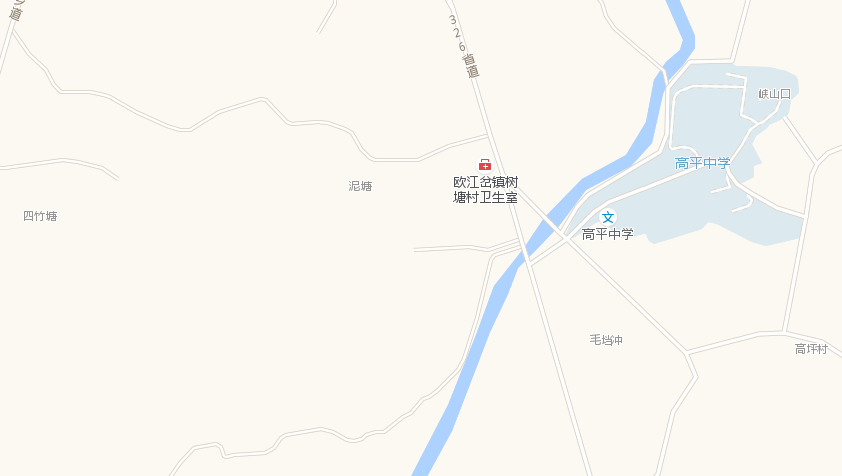 道
326省道
峡山口
高平中学
欧江岔镇树
塘村卫生室
泥塘
四竹塘
文
高平中学
毛垱冲
高坪村